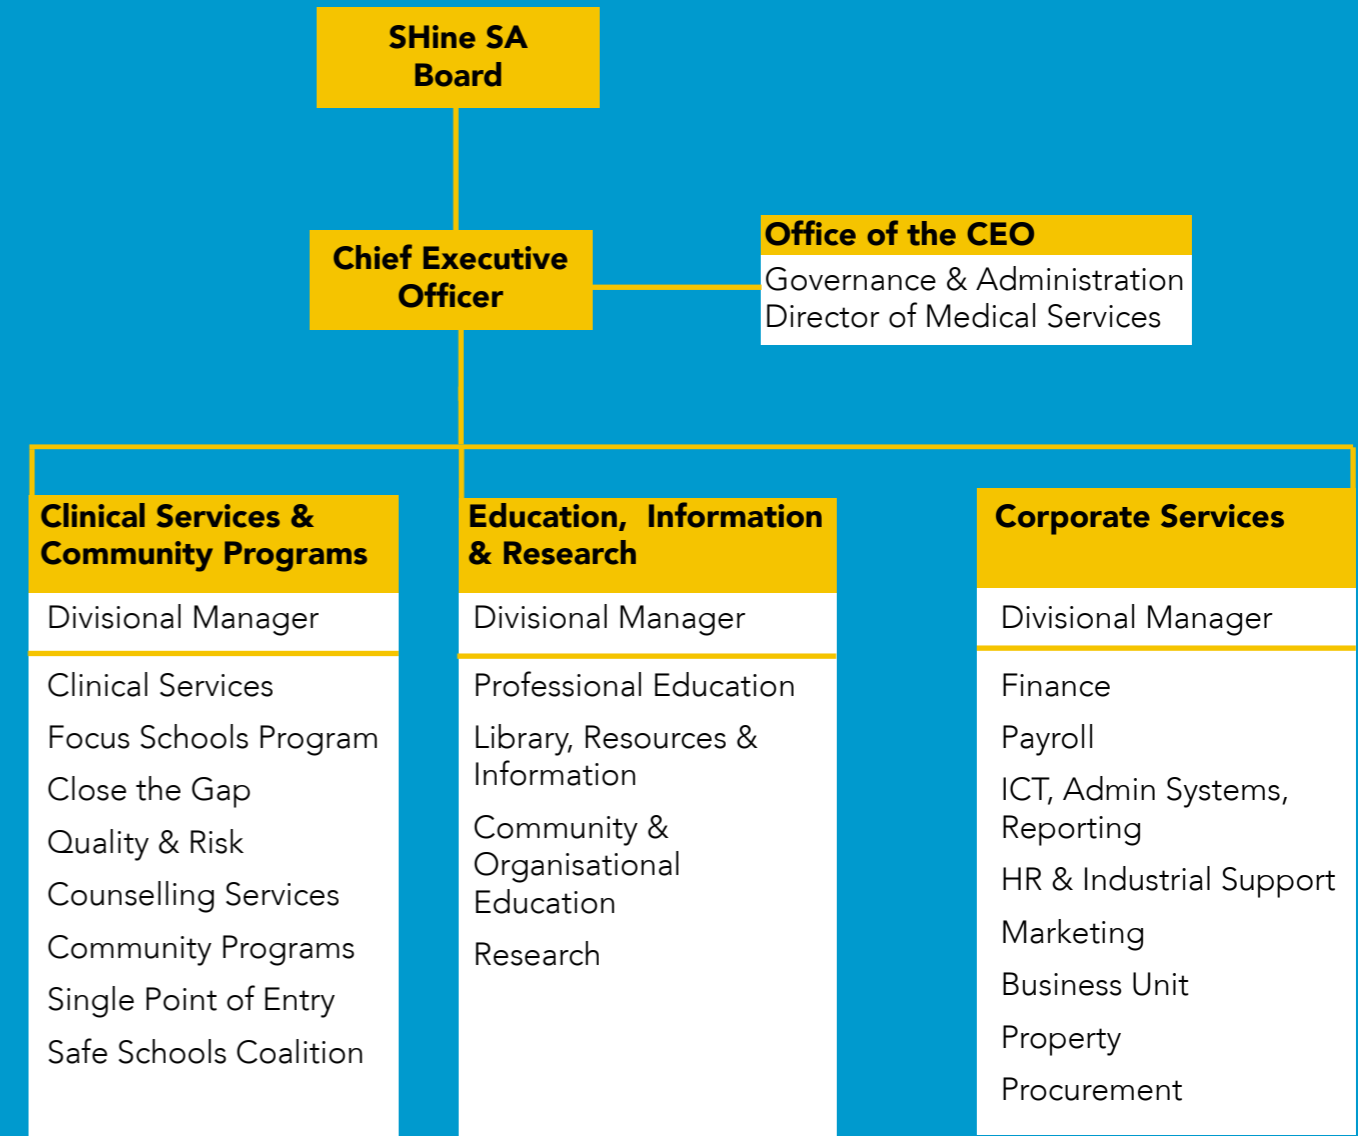 SHine SA
Board
Chief Executive
Officer
Office of the CEO
Governance & Administration
Director of Medical Services
Clinical Services &
Community Programs
Divisional Manager
Clinical Services
Focus Schools Program
Close the Gap
Quality & Risk
Counselling Services
Community Programs
Single Point of Entry
Safe Schools Coalition
Education, Information
& Research
Divisional Manager
Professional Education
Library, Resources &
Information
Community &
Organisational
Education
Research
Corporate Services
Divisional Manager
Finance
Payroll
ICT, Admin Systems,
Reporting
HR & Industrial Support
Marketing
Business Unit
Property
Procurement